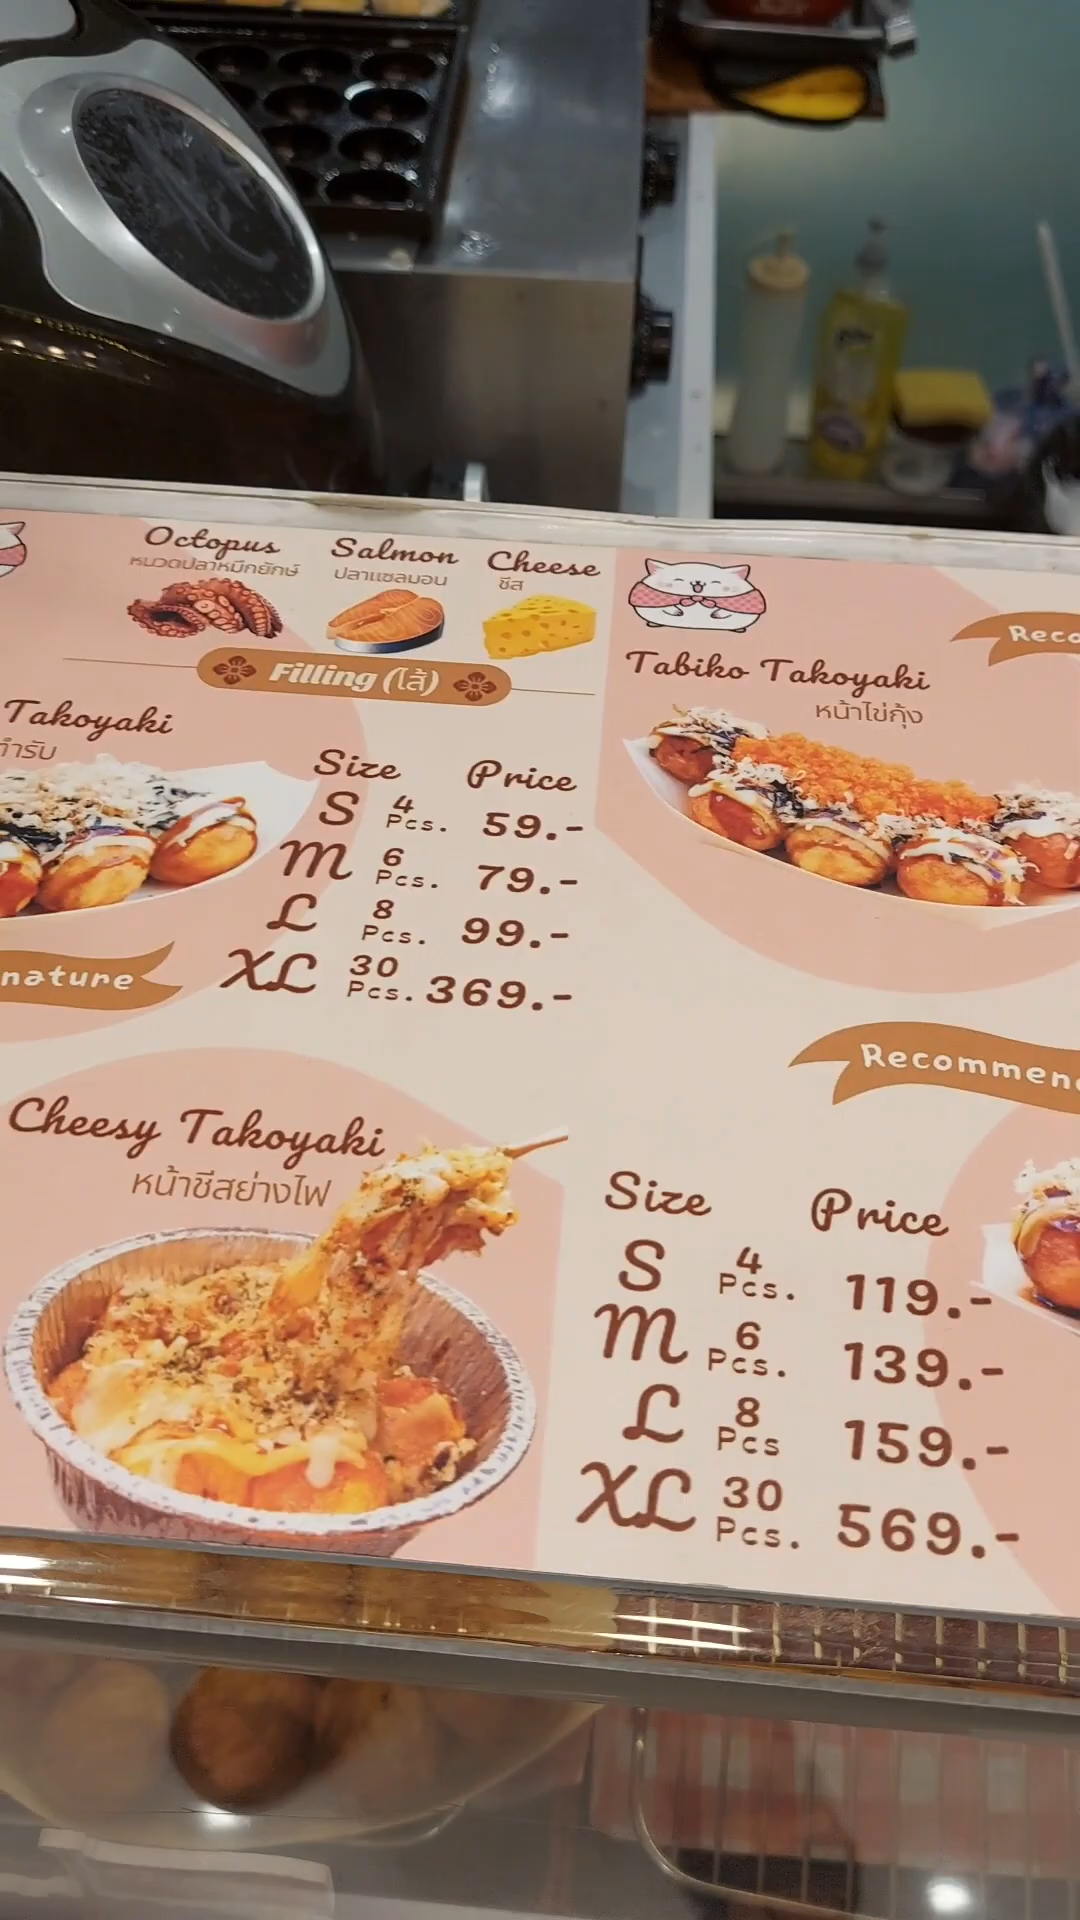 Octopus
หนวดปลาหมึกยักษ์
Salmon
ปลาแซลมอน
Cheese
ชีส
Filling (ไส้)
Takoyaki
Size Price
S 4 Pcs. 59.-
M 6 Pcs. 79.-
L 8 Pcs. 99.-
XL 30 Pcs. 369.-
Tabiko Takoyaki
หน้าไข่กุ้ง
Cheesy Takoyaki
หน้าชีสย่างไฟ
Size Price
S 4 Pcs. 119.-
M 6 Pcs. 139.-
L 8 Pcs 159.-
XL 30 Pcs. 569.-